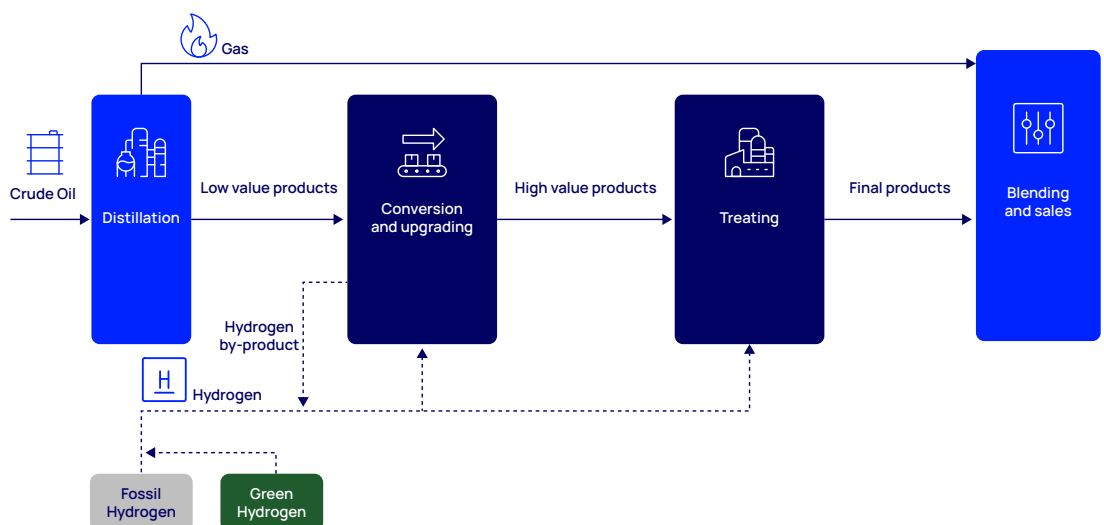 Gas
Crude Oil
Distillation
Low value products
Conversion
and upgrading
High value products
Treating
Final products
Blending
and sales
Hydrogen
by-product
H
Hydrogen
Fossil
Hydrogen
Green
Hydrogen